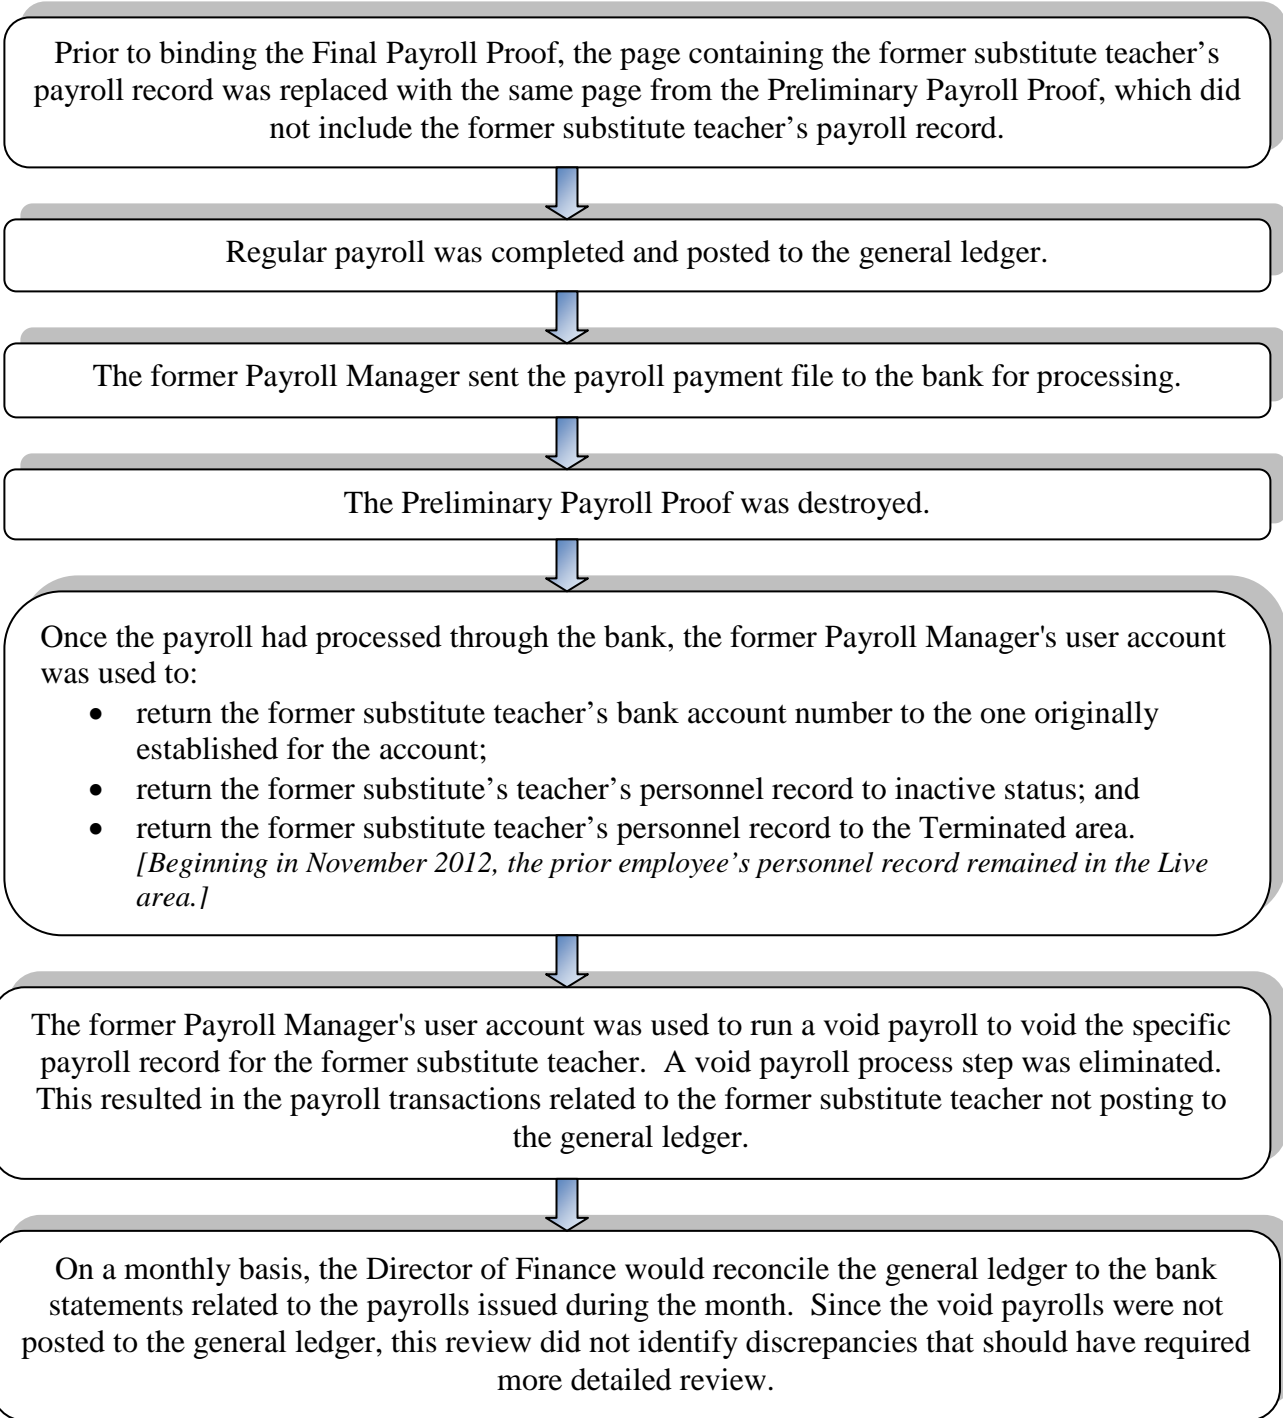 Prior to binding the Final Payroll Proof, the page containing the former substitute teacher’s
payroll record was replaced with the same page from the Preliminary Payroll Proof, which did
not include the former substitute teacher’s payroll record.
Regular payroll was completed and posted to the general ledger.
The former Payroll Manager sent the payroll payment file to the bank for processing.
The Preliminary Payroll Proof was destroyed.
Once the payroll had processed through the bank, the former Payroll Manager's user account
was used to:
• return the former substitute teacher’s bank account number to the one originally
established for the account;
• return the former substitute’s teacher’s personnel record to inactive status; and
• return the former substitute teacher’s personnel record to the Terminated area.
[Beginning in November 2012, the prior employee’s personnel record remained in the Live
area.]
The former Payroll Manager's user account was used to run a void payroll to void the specific
payroll record for the former substitute teacher.  A void payroll process step was eliminated.
This resulted in the payroll transactions related to the former substitute teacher not posting to
the general ledger.
On a monthly basis, the Director of Finance would reconcile the general ledger to the bank
statements related to the payrolls issued during the month.  Since the void payrolls were not
posted to the general ledger, this review did not identify discrepancies that should have required
more detailed review.